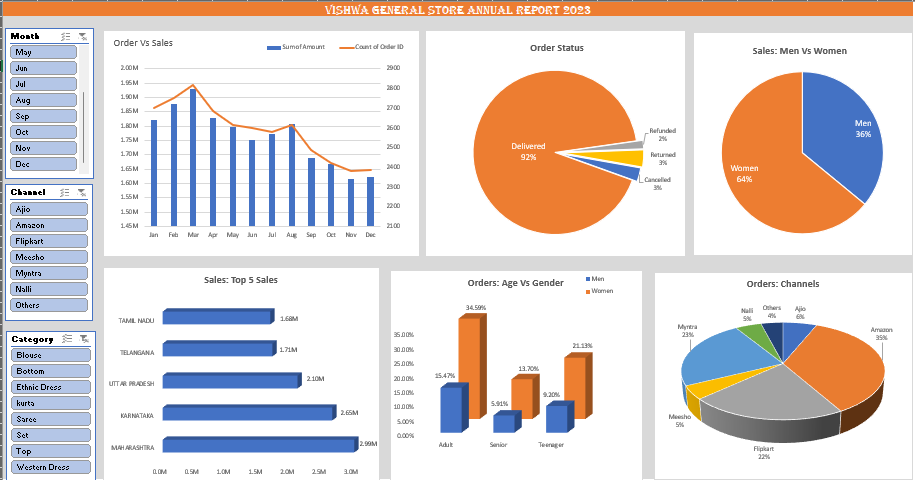 VISHWA GENERAL STORE ANNUAL REPORT 2023
Month
May
Jun
Jul
Aug
Sep
Oct
Nov
Dec
Channel
Ajio
Amazon
Flipkart
Meesho
Myntra
Nalli
Others
Category
Blouse
Bottom
Ethnic Dress
kurta
Saree
Set
Top
Western Dress
Order Vs Sales
Sum of Amount
Count of Order ID
2.00M
1.95M
1.90M
1.85M
1.80M
1.75M
1.70M
1.65M
1.60M
1.55M
1.50M
1.45M
2900
2800
2700
2600
2500
2400
2300
2200
2100
Jan Feb Mar Apr May Jun Jul Aug Sep Oct Nov Dec
Order Status
Delivered
92%
Refunded
2%
Returned
3%
Cancelled
3%
Sales: Men Vs Women
Men
36%
Women
64%
Sales: Top 5 Sales
TAMIL NADU 1.68M
TELANGANA 1.71M
UTTAR PRADESH 2.10M
KARNATAKA 2.65M
MAHARASHTRA 2.99M
0.0M 0.5M 1.0M 1.5M 2.0M 2.5M 3.0M
Orders: Age Vs Gender
Men
Women
35.00%
30.00%
25.00%
20.00%
15.00%
10.00%
5.00%
0.00%
15.47%
34.59%
5.91%
13.70%
9.20%
21.13%
Adult Senior Teenager
Orders: Channels
Ajio
6%
Amazon
35%
Flipkart
22%
Meesho
5%
Myntra
23%
Nalli
5%
Others
4%